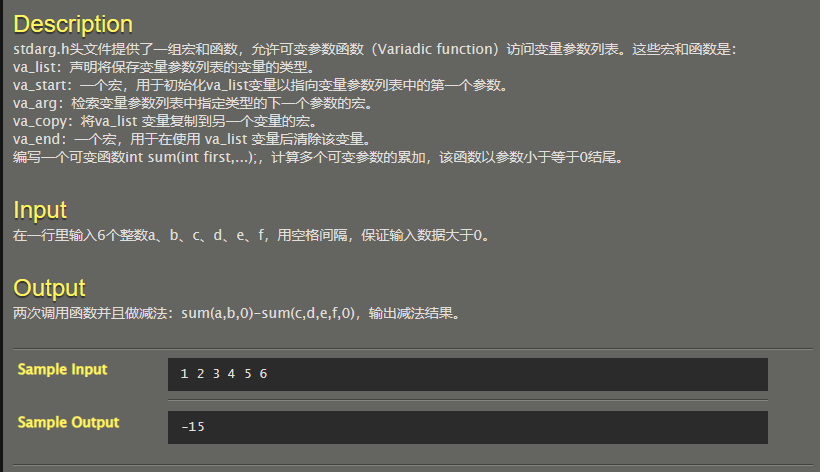 Description
stdarg.h头文件提供了一组宏和函数，允许可变参数函数（Variadic function）访问变量参数列表。这些宏和函数是：
va_list：声明将保存变量参数列表的变量的类型。
va_start：一个宏，用于初始化va_list变量以指向变量参数列表中的第一个参数。
va_arg：检索变量参数列表中指定类型的下一个参数的宏。
va_copy：将va_list 变量复制到另一个变量的宏。
va_end：一个宏，用于在使用 va_list 变量后清除该变量。
编写一个可变函数int sum(int first,...);，计算多个可变参数的累加，该函数以参数小于等于0结尾。
Input
在一行里输入6个整数a、b、c、d、e、f，用空格间隔，保证输入数据大于0。
Output
两次调用函数并且做减法：sum(a,b,0)-sum(c,d,e,f,0)，输出减法结果。
Sample Input
1 2 3 4 5 6
Sample Output
-15